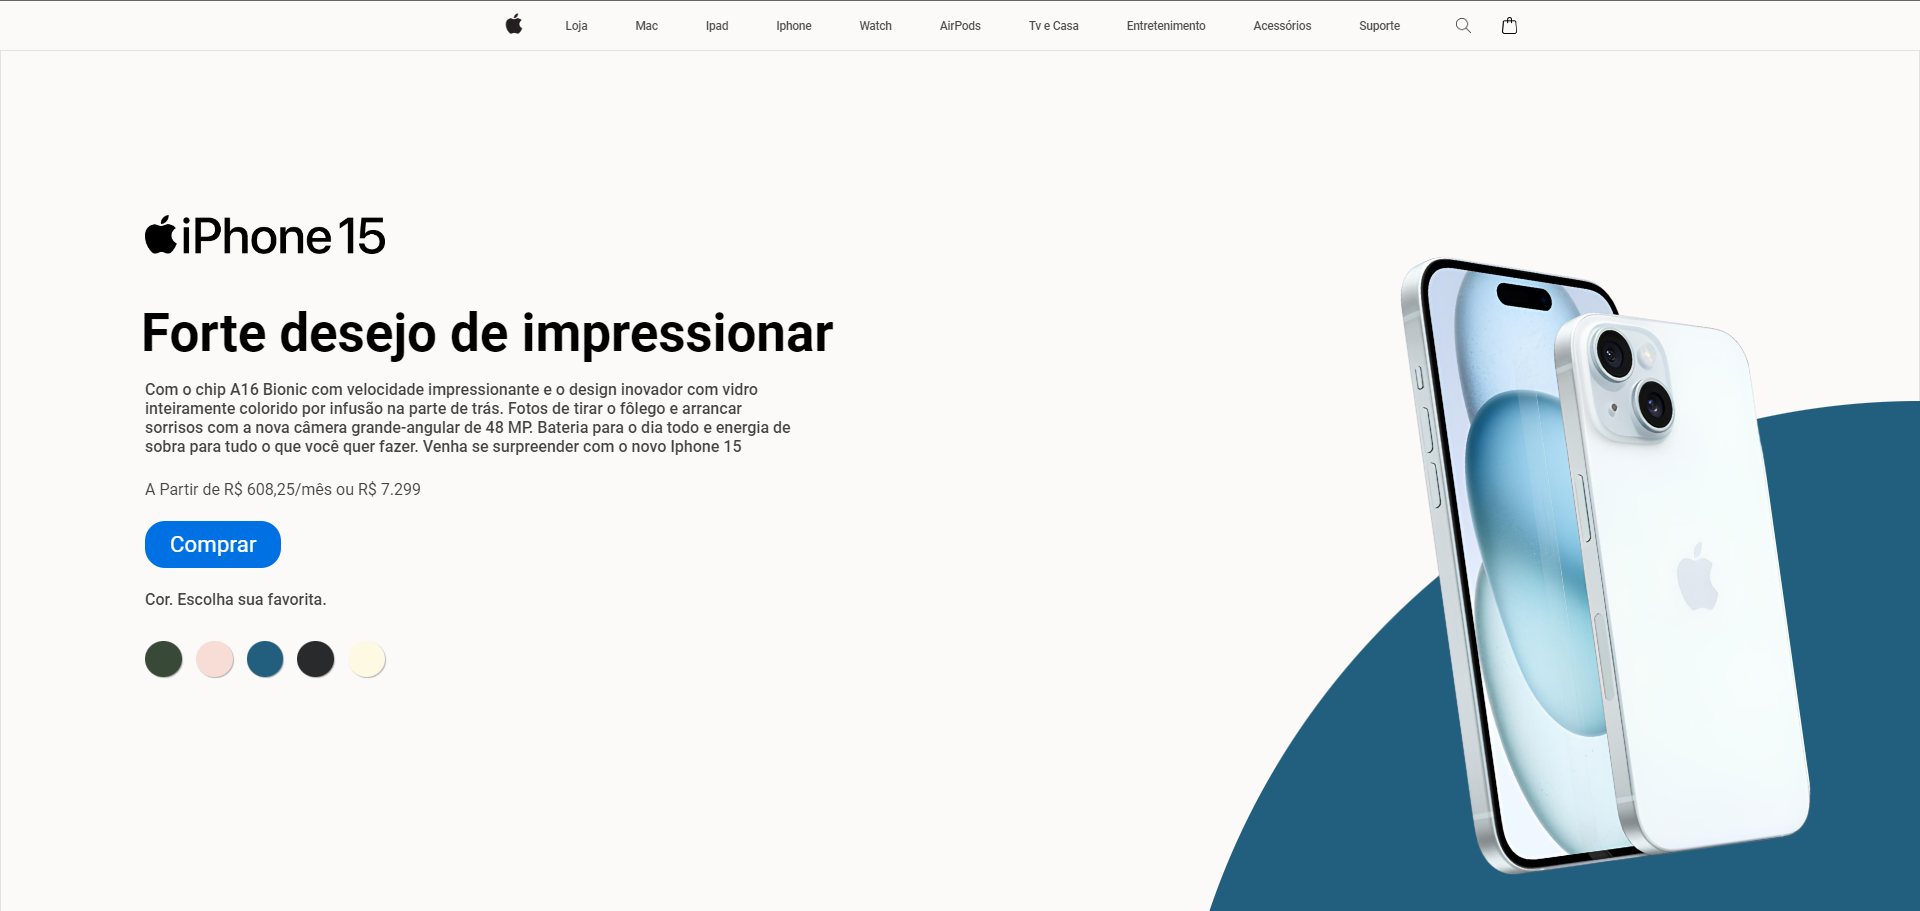 Loja
Mac
Ipad
Iphone
Watch
AirPods
Tv e Casa
Entretenimento
Acessórios
Suporte
iPhone 15
Forte desejo de impressionar
Com o chip A16 Bionic com velocidade impressionante e o design inovador com vidro
inteiramente colorido por infusão na parte de trás. Fotos de tirar o fôlego e arrancar
sorrisos com a nova câmera grande-angular de 48 MP. Bateria para o dia todo e energia de
sobra para tudo o que você quer fazer. Venha se surpreender com o novo Iphone 15
A Partir de R$ 608,25/mês ou R$ 7.299
Comprar
Cor. Escolha sua favorita.